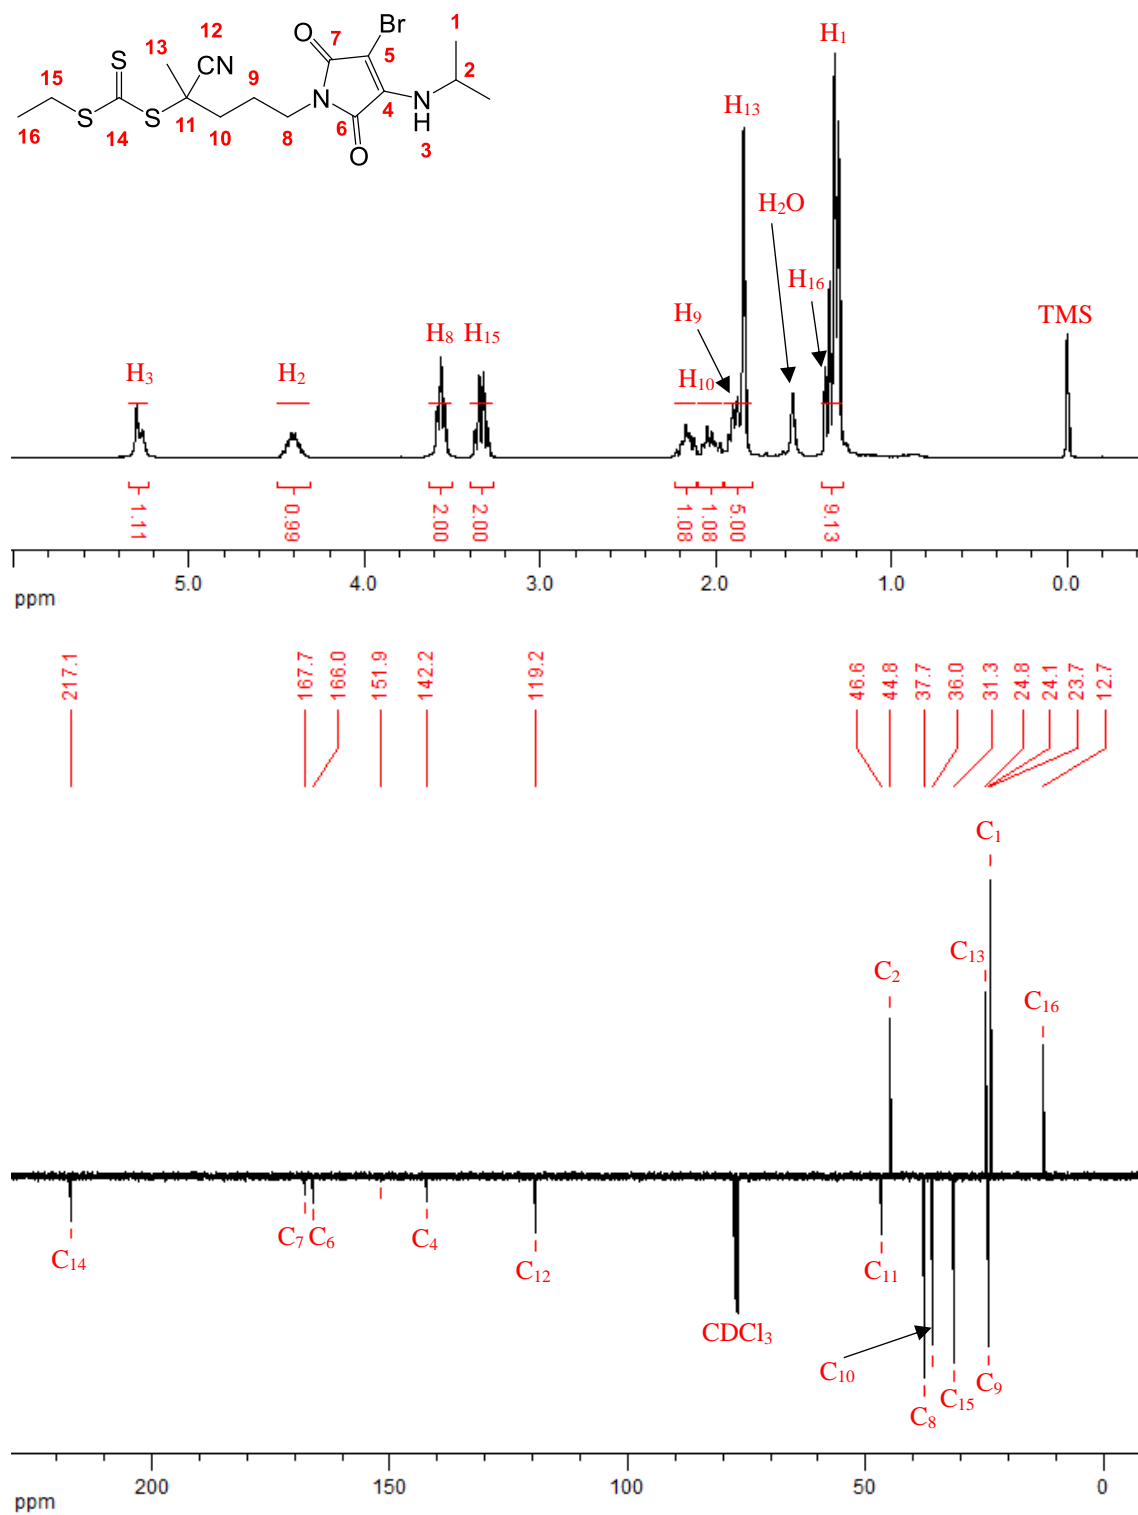 12
Br
1
13
O
7
5
S
CN
15
9
2
N
S
S
11
4
N
16
14
10
8
6
H
O
3
H1
H13
H2O
H16
H9
TMS
H3
H2
H8 H15
H10
1.11
0.99
2.00
2.00
1.08
1.08
5.00
9.13
5.0 4.0 3.0 2.0 1.0 0.0
ppm
217.1
167.7
166.0
151.9
142.2
119.2
46.6
44.8
37.7
36.0
31.3
24.8
24.1
23.7
12.7
C1
C13
C2
C16
C7 C6
C4
C14
C12
C11
CDCl3
C10
C9
C15
C8
200 150 100 50 0
ppm